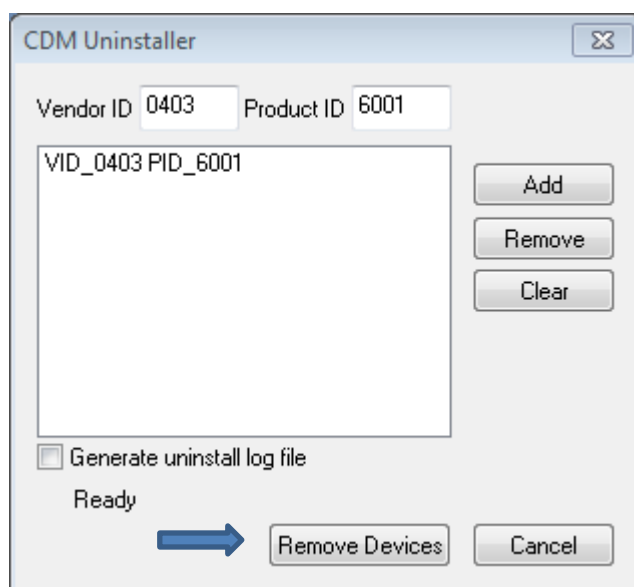 CDM Uninstaller
Vendor ID 0403 Product ID 6001
VID_0403 PID_6001
Add
Remove
Clear
Generate uninstall log file
Ready
Remove Devices Cancel